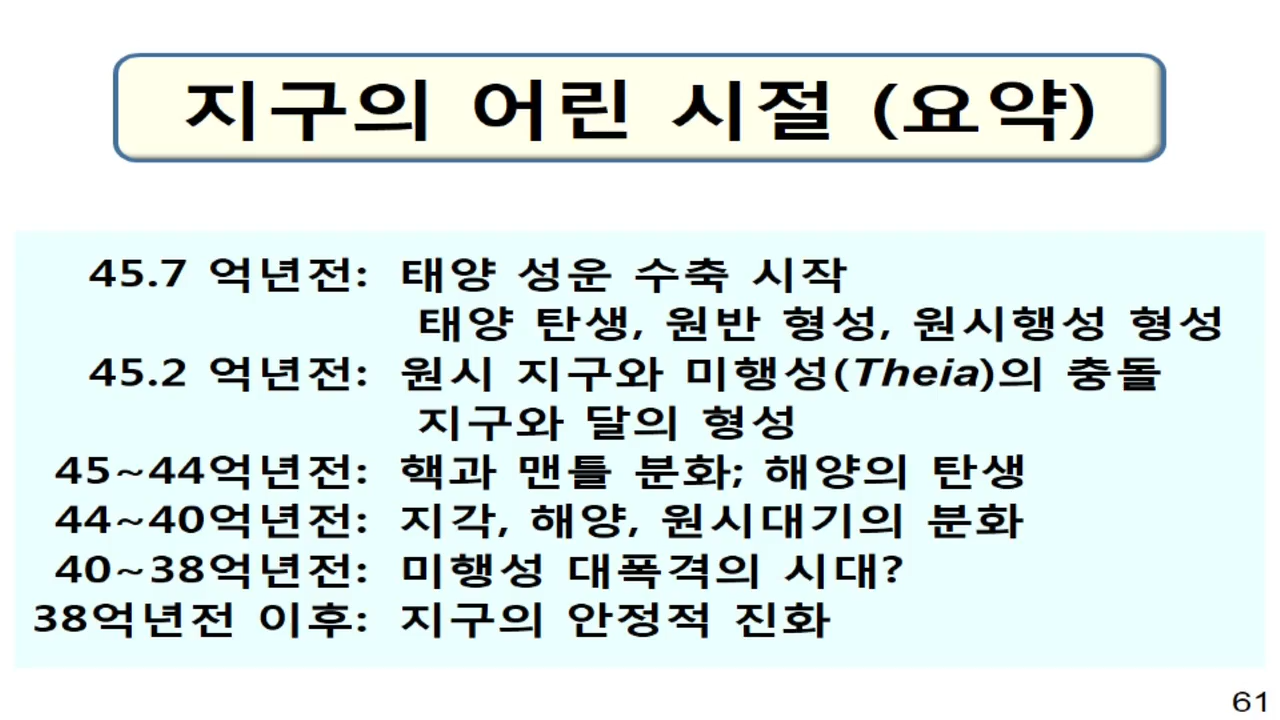 지구의 어린 시절 (요약)
45.7 억년전: 태양 성운 수축 시작
태양 탄생, 원반 형성, 원시행성 형성
45.2 억년전: 원시 지구와 미행성(Theia)의 충돌
지구와 달의 형성
45~44억년전: 핵과 맨틀 분화; 해양의 탄생
44~40억년전: 지각, 해양, 원시대기의 분화
40~38억년전: 미행성 대폭격의 시대?
38억년전 이후: 지구의 안정적 진화
61